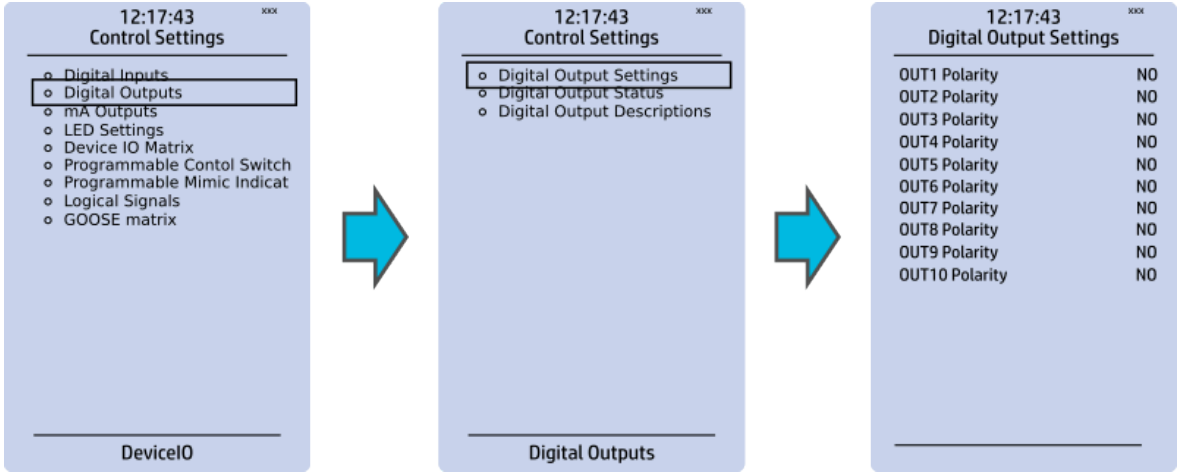 12:17:43 xxx
Control Settings
Digital Inputs
Digital Outputs
mA Outputs
LED Settings
Device IO Matrix
Programmable Contol Switch
Programmable Mimic Indicat
Logical Signals
GOOSE matrix
DeviceIO
12:17:43 xxx
Control Settings
Digital Output Settings
Digital Output Status
Digital Output Descriptions
Digital Outputs
12:17:43 xxx
Digital Output Settings
OUT1 Polarity NO
OUT2 Polarity NO
OUT3 Polarity NO
OUT4 Polarity NO
OUT5 Polarity NO
OUT6 Polarity NO
OUT7 Polarity NO
OUT8 Polarity NO
OUT9 Polarity NO
OUT10 Polarity NO